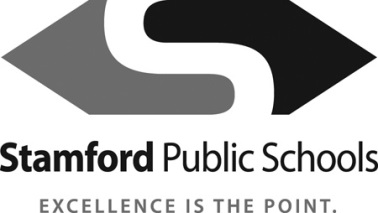 Stamford Public Schools
EXCELLENCE IS THE POINT.